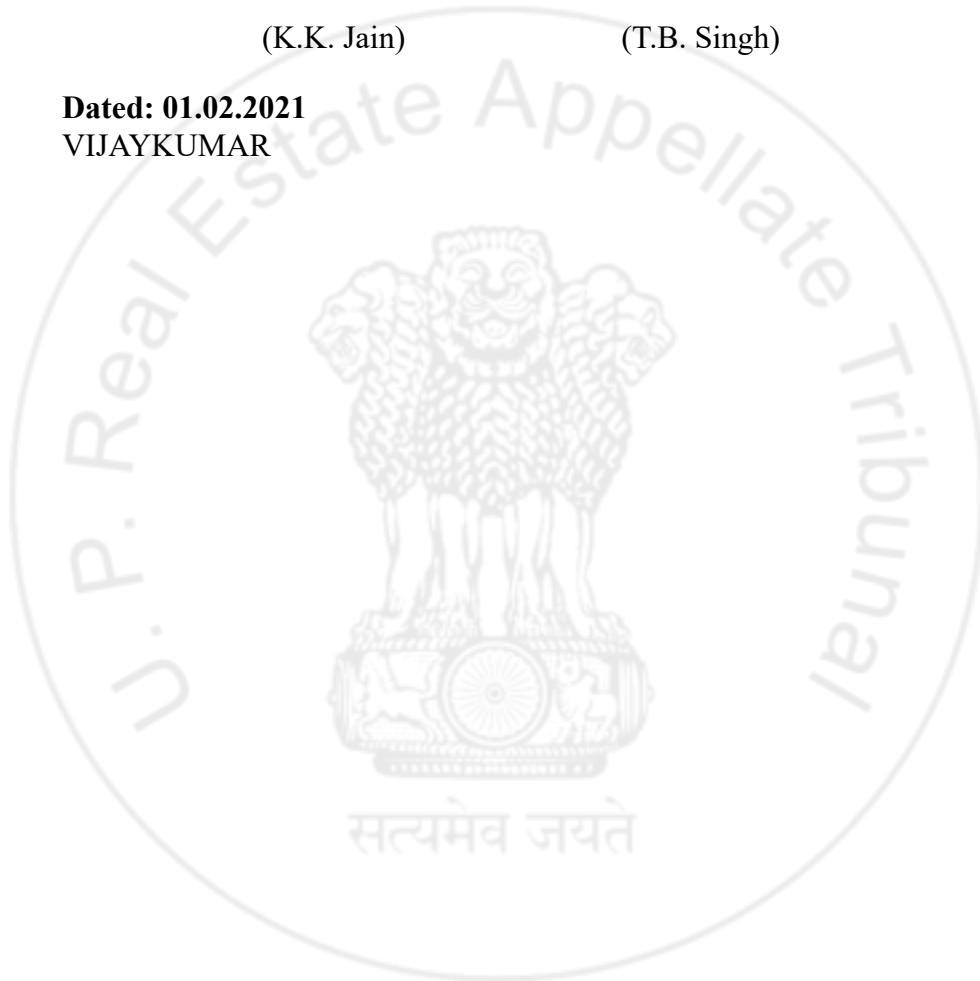 (K.K. Jain) (T.B. Singh)
Dated: 01.02.2021
VIJAYKUMAR
U. P. Real Estate Appellate Tribunal
सत्यमेव जयते